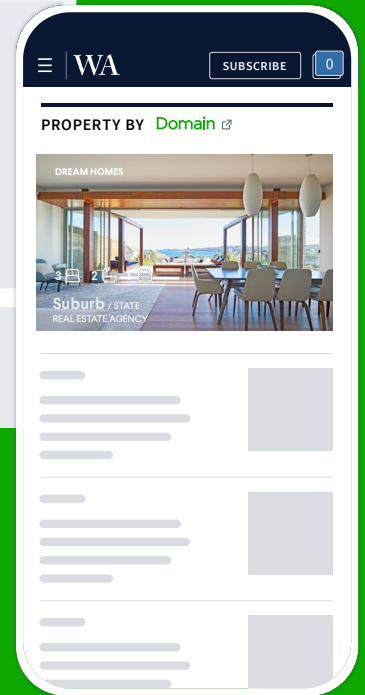 WA
SUBSCRIBE
0
PROPERTY BY Domain
DREAM HOMES
3 2
Suburb / STATE
REAL ESTATE AGENCY